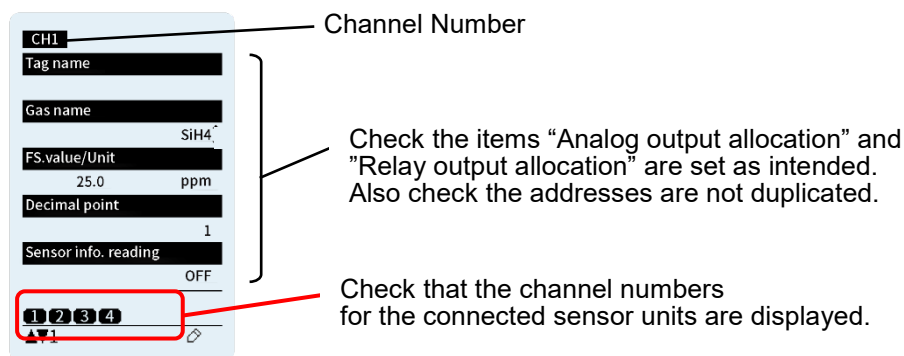 CH1
Channel Number
Tag name
Gas name
SiH4
FS.value/Unit
25.0 ppm
Decimal point
1
Sensor info. reading
OFF
1 2 3 4
▲▼1
Check the items “Analog output allocation” and
”Relay output allocation” are set as intended.
Also check the addresses are not duplicated.
Check that the channel numbers
for the connected sensor units are displayed.